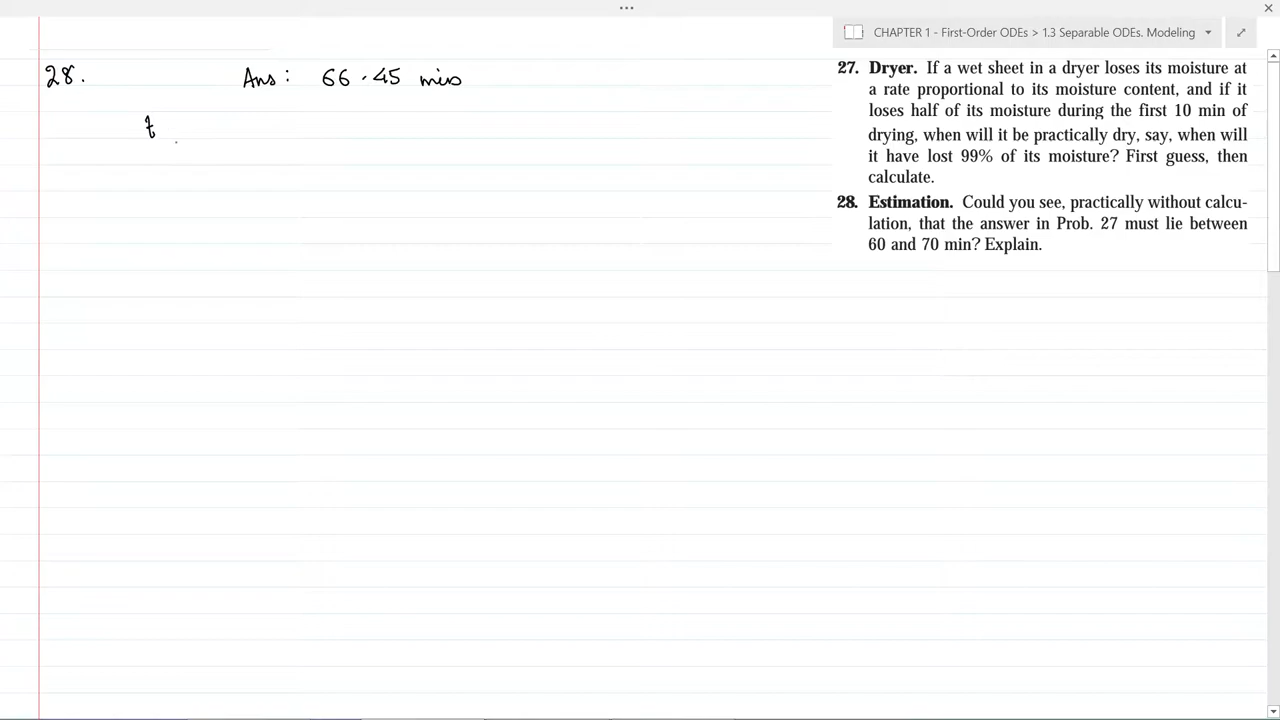 CHAPTER 1 - First-Order ODEs > 1.3 Separable ODEs. Modeling
28. Ans: 66.45 min
t
27. Dryer. If a wet sheet in a dryer loses its moisture at
a rate proportional to its moisture content, and if it
loses half of its moisture during the first 10 min of
drying, when will it be practically dry, say, when will
it have lost 99% of its moisture? First guess, then
calculate.
28. Estimation. Could you see, practically without calcu-
lation, that the answer in Prob. 27 must lie between
60 and 70 min? Explain.